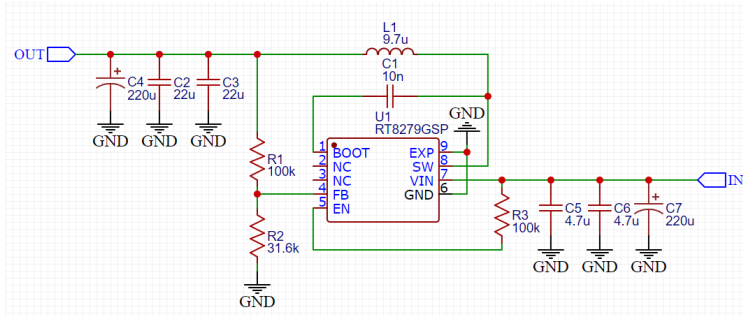 L1
9.7u
OUT
C1
10n
C4
220u
C2
22u
C3
22u
GND
GND
GND
U1
RT8279GSP
GND
1
BOOT
EXP
9
2
NC
SW
8
3
NC
VIN
7
4
FB
GND
6
5
EN
R1
100k
IN
R2
31.6k
R3
100k
C5
4.7u
C6
4.7u
C7
220u
GND
GND
GND
GND